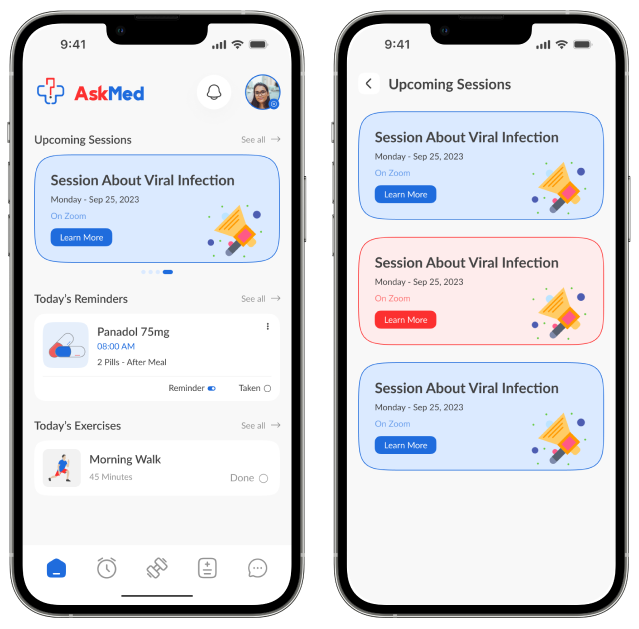 9:41
AskMed
Upcoming Sessions
See all
Session About Viral Infection
Monday - Sep 25, 2023
On Zoom
Learn More
Today's Reminders
See all
Panadol 75mg
08:00 AM
2 Pills - After Meal
Reminder
Taken
Today's Exercises
See all
Morning Walk
45 Minutes
Done
9:41
Upcoming Sessions
Session About Viral Infection
Monday - Sep 25, 2023
On Zoom
Learn More
Session About Viral Infection
Monday - Sep 25, 2023
On Zoom
Learn More
Session About Viral Infection
Monday - Sep 25, 2023
On Zoom
Learn More